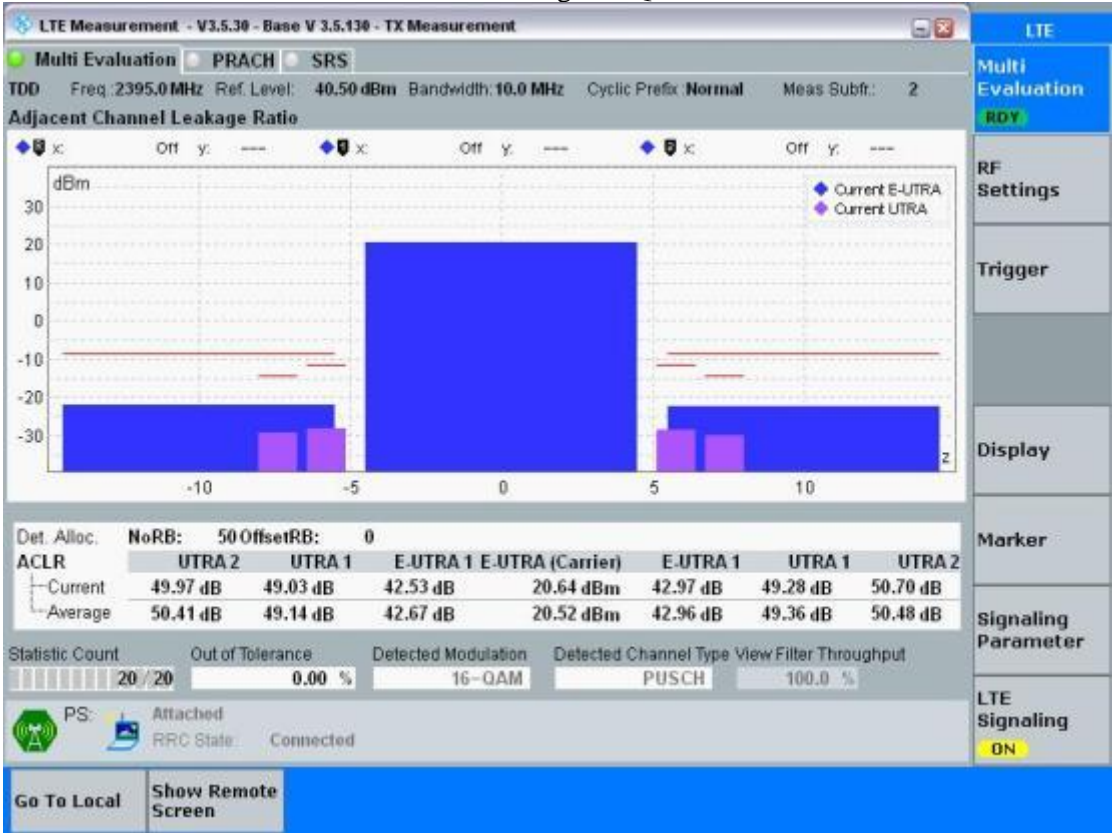 LTE Measurement - V3.5.30 - Base V 3.5.130 - TX Measurement
Multi Evaluation PRACH SRS
TDD Freq.:2395.0 MHz Ref. Level: 40.50 dBm Bandwidth:10.0 MHz Cyclic Prefix :Normal Meas Subfr.: 2
Adjacent Channel Leakage Ratio
x: Off y: --- x: Off y: --- x: Off y: ---
dBm
Current E-UTRA
Current UTRA
30
20
10
0
-10
-20
-30
z
-10 -5 0 5 10
Det. Alloc. NoRB: 50 OffsetRB: 0
ACLR UTRA 2 UTRA 1 E-UTRA 1 E-UTRA (Carrier) E-UTRA 1 UTRA 1 UTRA 2
Current 49.97 dB 49.03 dB 42.53 dB 20.64 dBm 42.97 dB 49.28 dB 50.70 dB
Average 50.41 dB 49.14 dB 42.67 dB 20.52 dBm 42.96 dB 49.36 dB 50.48 dB
Statistic Count Out of Tolerance Detected Modulation Detected Channel Type View Filter Throughput
20 / 20 0.00 % 16-QAM PUSCH 100.0 %
PS: Attached
RRC State: Connected
LTE
Multi
Evaluation
RDY
RF
Settings
Trigger
Display
Marker
Signaling
Parameter
LTE
Signaling
ON
Go To Local
Show Remote
Screen